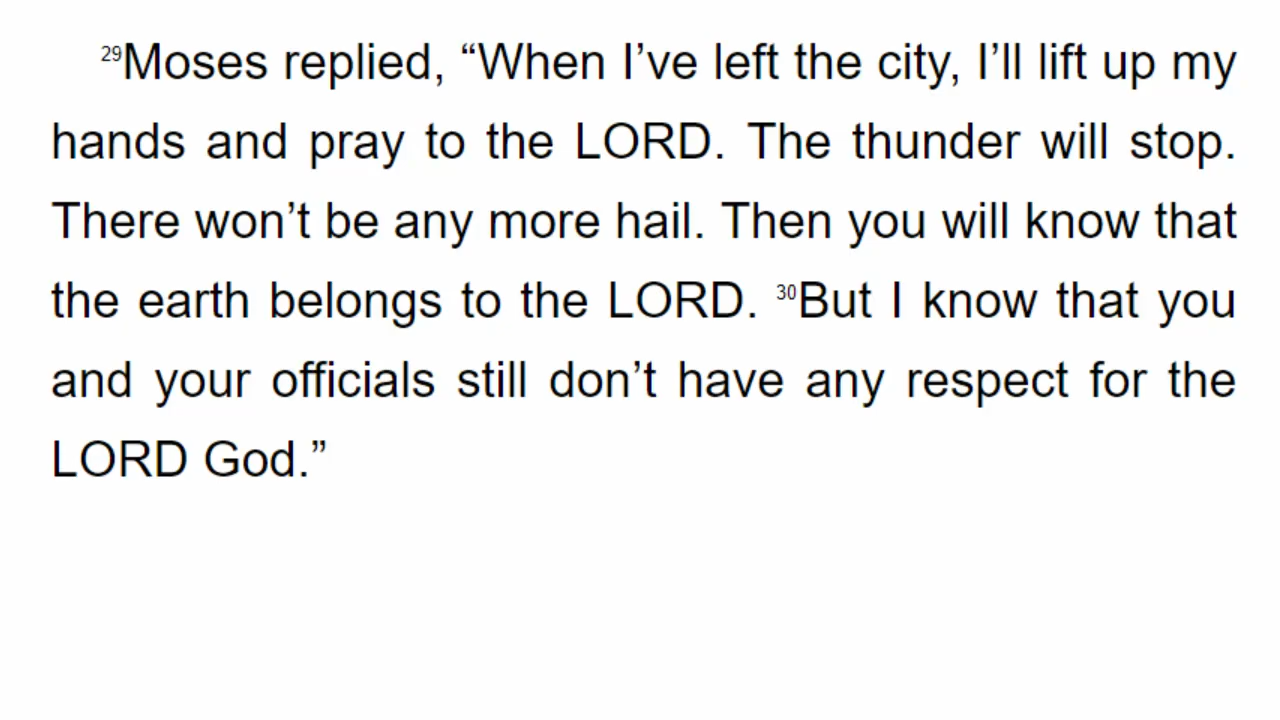 29Moses replied, “When I’ve left the city, I’ll lift up my
hands and pray to the LORD. The thunder will stop.
There won’t be any more hail. Then you will know that
the earth belongs to the LORD. 30But I know that you
and your officials still don’t have any respect for the
LORD God.”